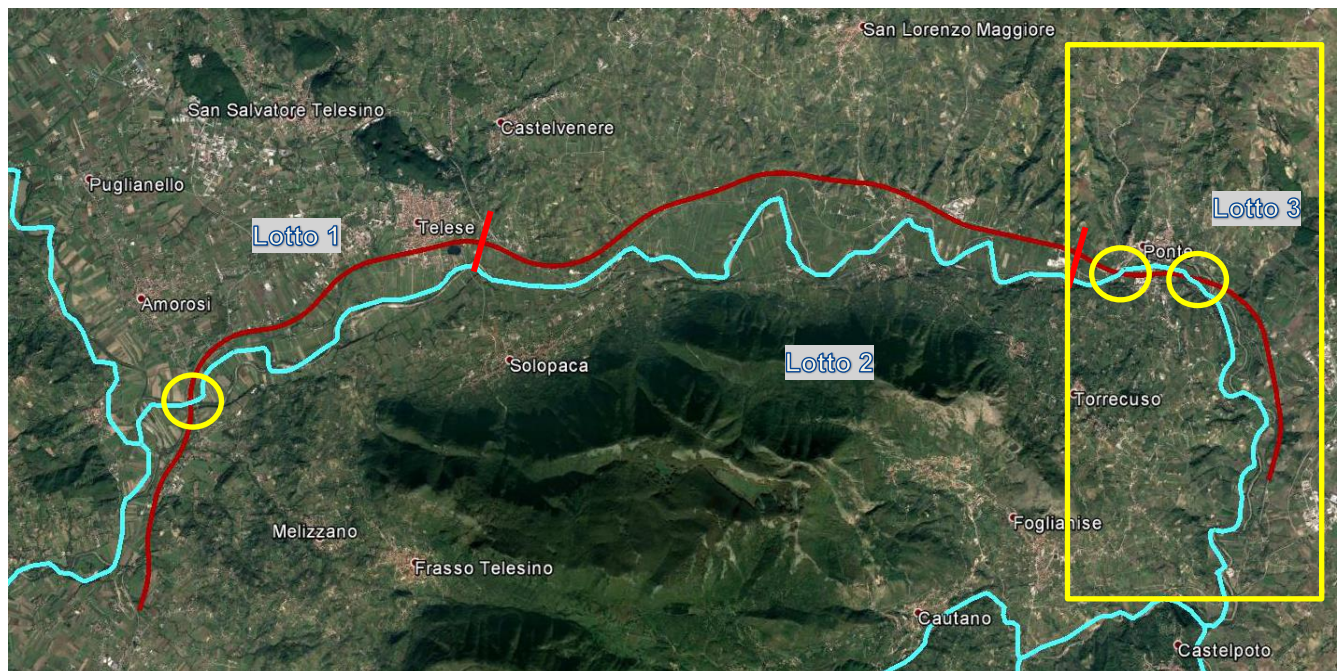 San Lorenzo Maggiore
San Salvatore Telesino
Castelvenere
Puglianello
Lotto 3
Telese
Lotto 1
Ponte
Amorosi
Solopaca
Lotto 2
Torrecuso
Foglianise
Melizzano
Frasso Telesino
Cautano
Castelpoto